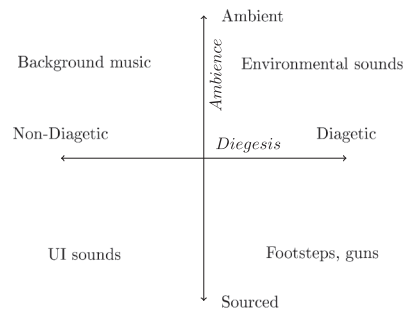 Ambient
Background music
Ambience
Environmental sounds
Non-Diagetic
Diegesis
Diagetic
UI sounds
Footsteps, guns
Sourced